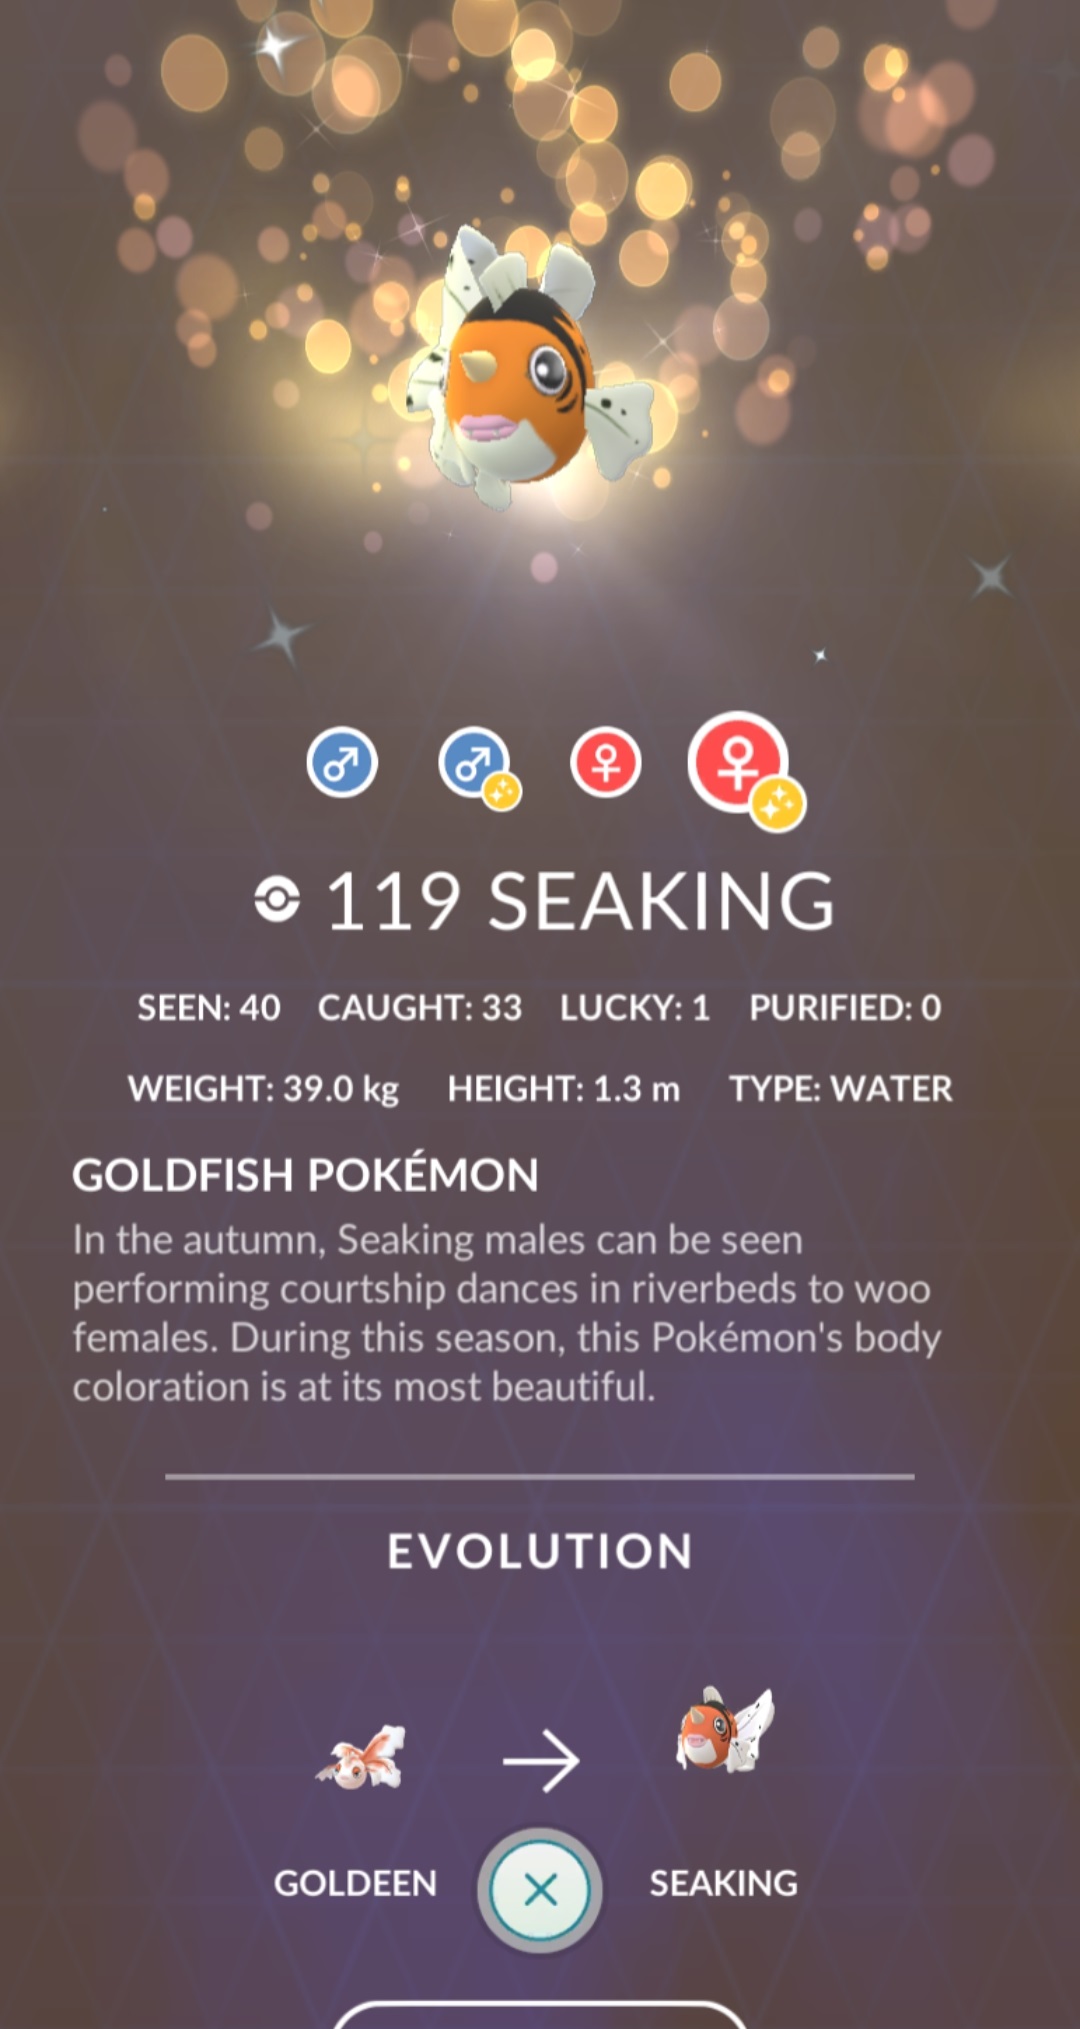 119 SEAKING
SEEN: 40 CAUGHT: 33 LUCKY: 1 PURIFIED: 0
WEIGHT: 39.0 kg HEIGHT: 1.3 m TYPE: WATER
GOLDFISH POKÉMON
In the autumn, Seaking males can be seen
performing courtship dances in riverbeds to woo
females. During this season, this Pokémon's body
coloration is at its most beautiful.
EVOLUTION
GOLDEEN SEAKING